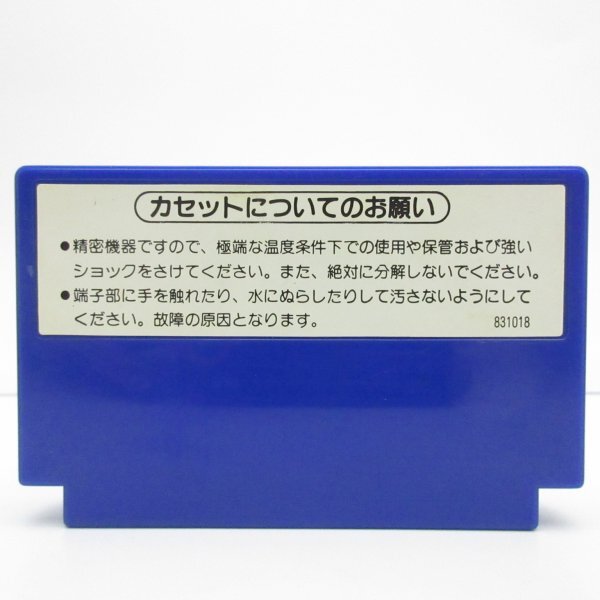 カセットについてのお願い
●精密機器ですので、極端な温度条件下での使用や保管および強い
ショックをさけてください。また、絶対に分解しないでください。
●端子部に手を触れたり、水にぬらしたりして汚さないようにして
ください。故障の原因となります。
831018